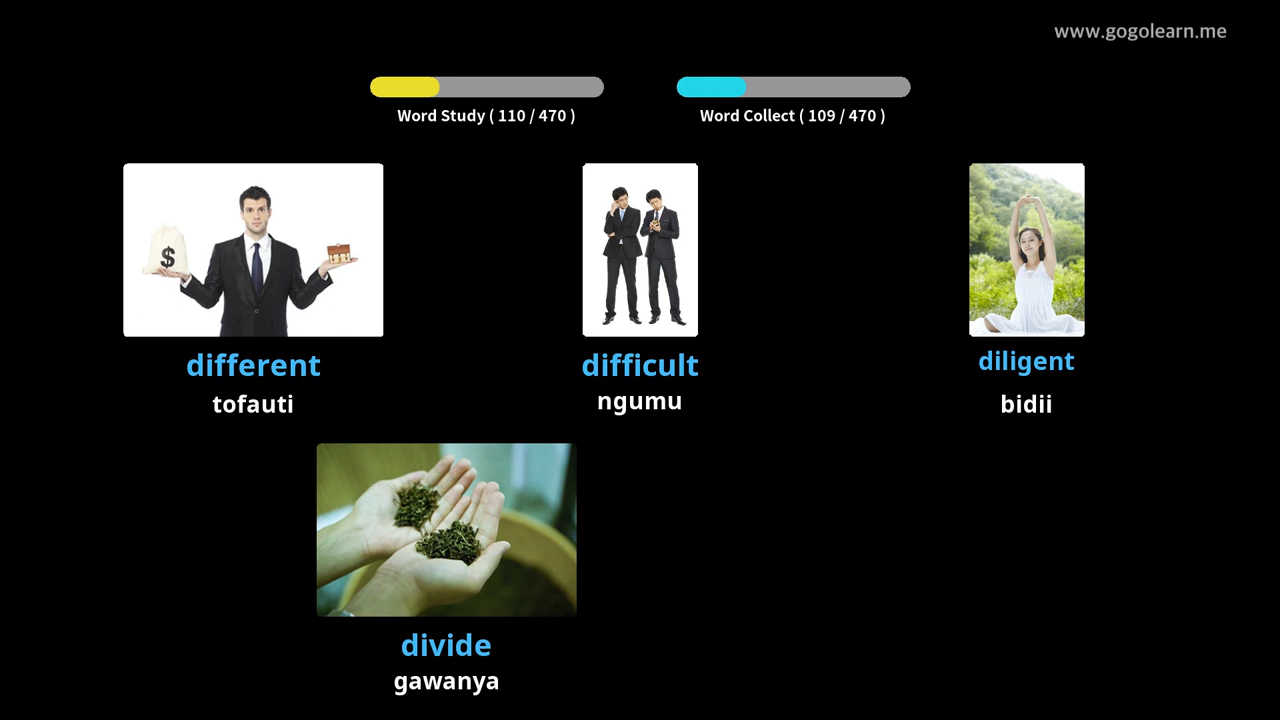 www.gogolearn.me
Word Study ( 110 / 470 )
Word Collect ( 109 / 470 )
$
different
tofauti
difficult
ngumu
diligent
bidii
divide
gawanya